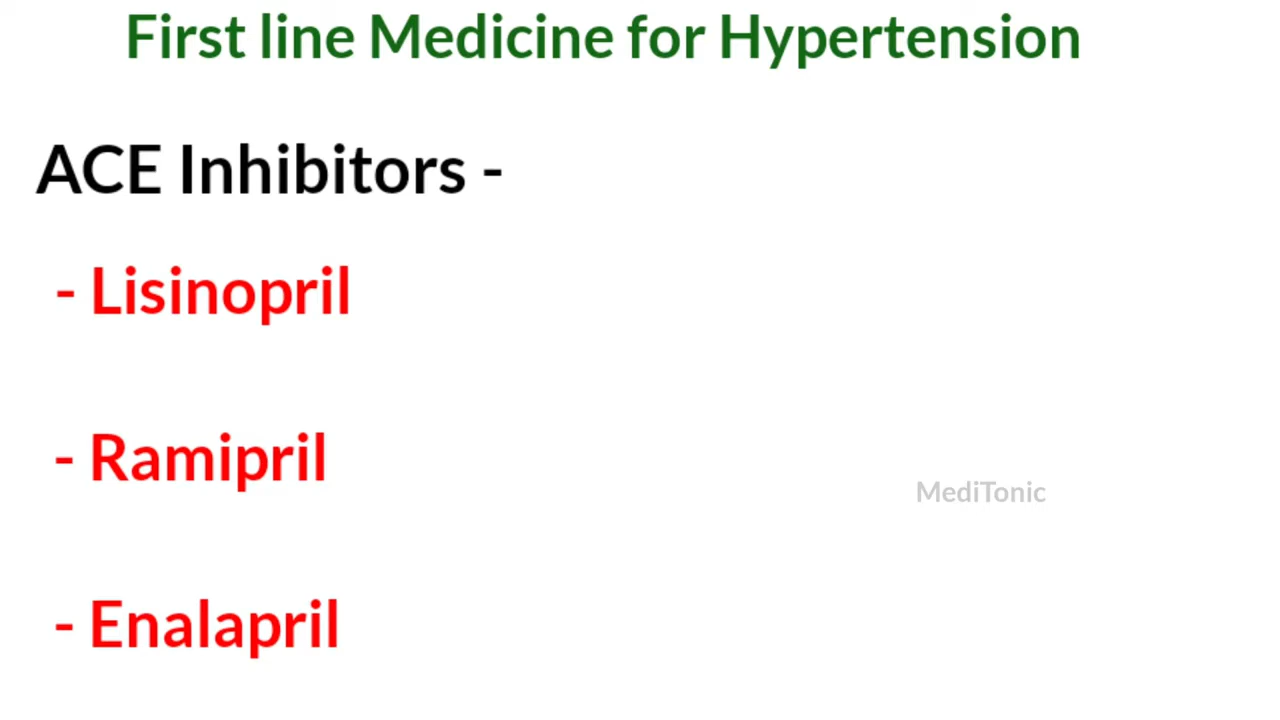 First line Medicine for Hypertension
ACE Inhibitors -
- Lisinopril
- Ramipril
MediTonic
- Enalapril